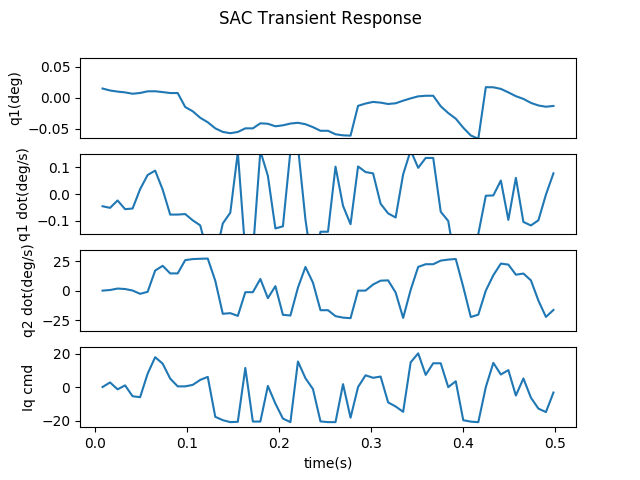 SAC Transient Response
q1(deg)
0.05
0.00
−0.05
q1 dot(deg/s)
0.1
0.0
−0.1
q2 dot(deg/s)
25
0
−25
Iq cmd
20
0
−20
0.0 0.1 0.2 0.3 0.4 0.5
time(s)